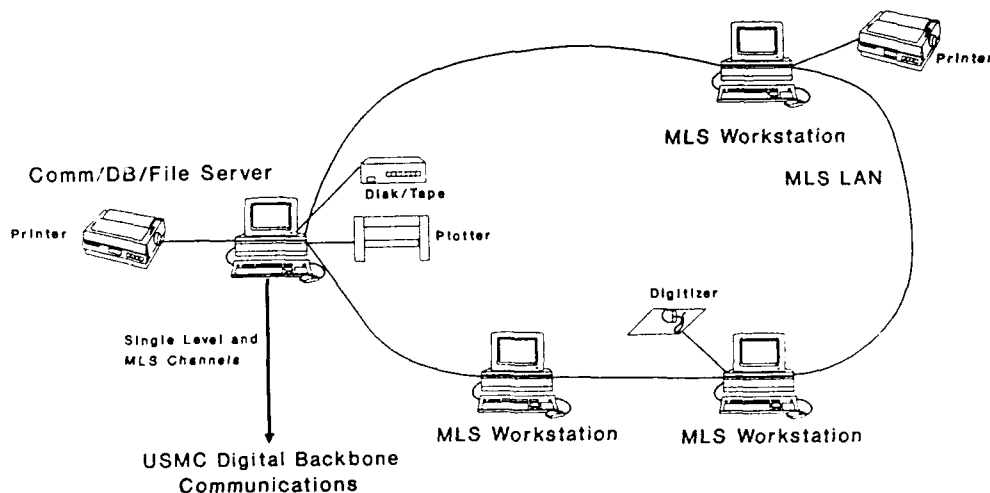 Printer
MLS Workstation
MLS LAN
Comm/DB/File Server
Disk/Tape
Printer
Plotter
Digitizer
Single Level and
MLS Channels
MLS Workstation
MLS Workstation
USMC Digital Backbone
Communications